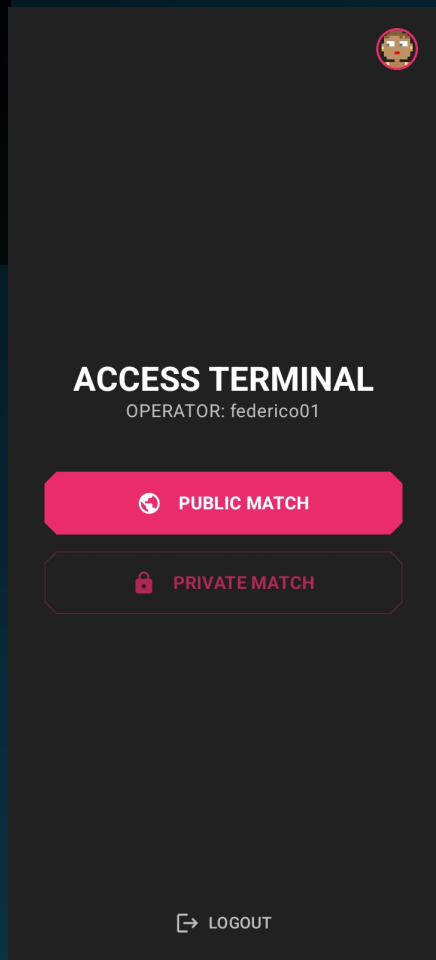 ACCESS TERMINAL
OPERATOR: federico01
PUBLIC MATCH
PRIVATE MATCH
LOGOUT